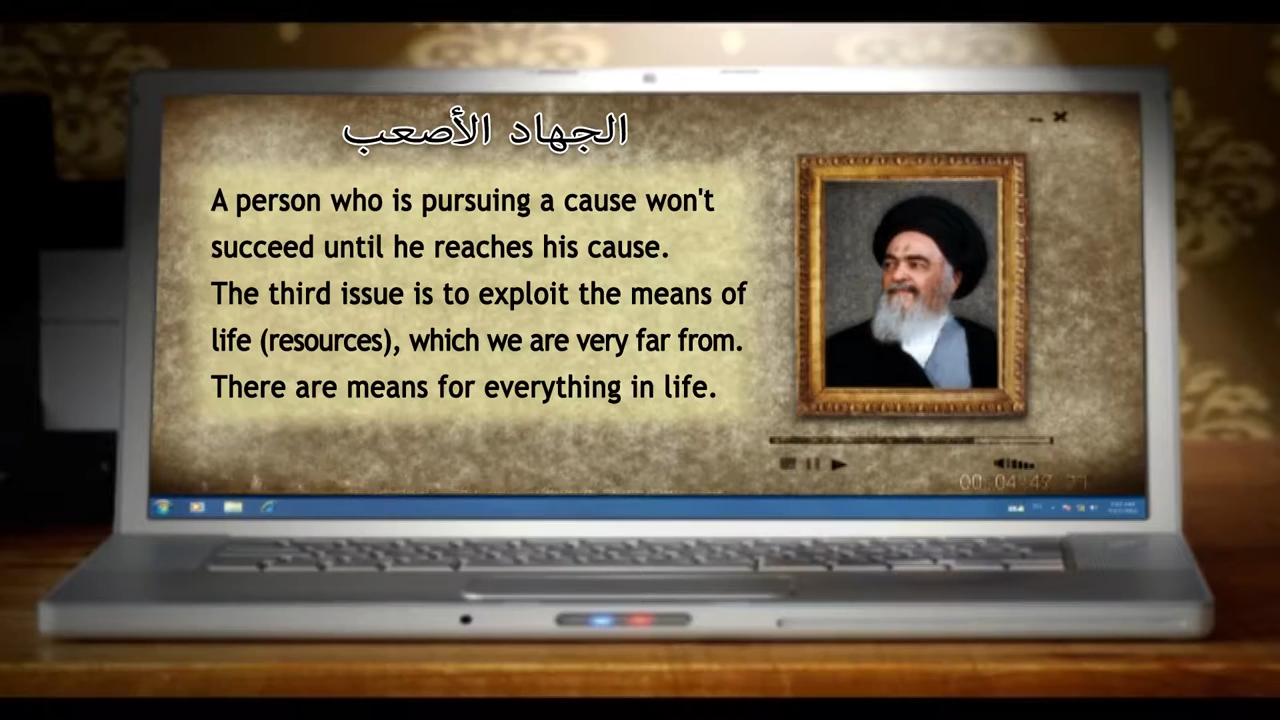 الجهاد الأصعب
A person who is pursuing a cause won't
succeed until he reaches his cause.
The third issue is to exploit the means of
life (resources), which we are very far from.
There are means for everything in life.